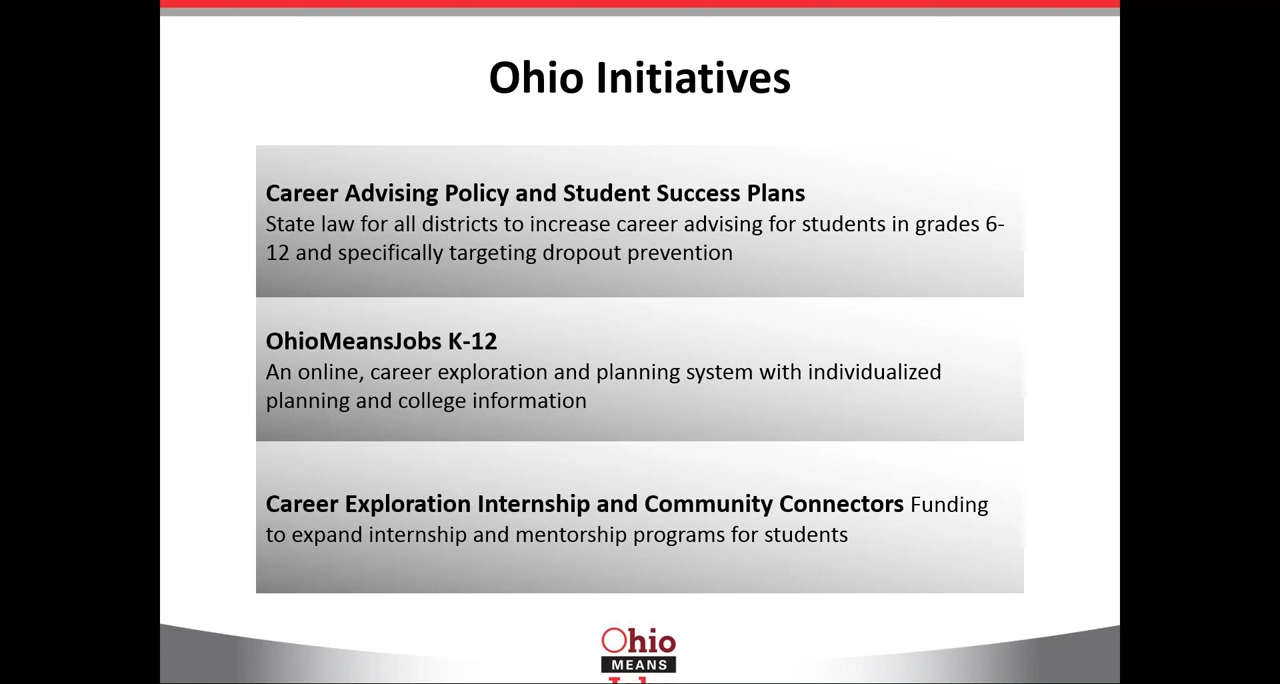 Ohio Initiatives
Career Advising Policy and Student Success Plans
State law for all districts to increase career advising for students in grades 6-
12 and specifically targeting dropout prevention
OhioMeansJobs K-12
An online, career exploration and planning system with individualized
planning and college information
Career Exploration Internship and Community Connectors Funding
to expand internship and mentorship programs for students
Ohio
MEANS